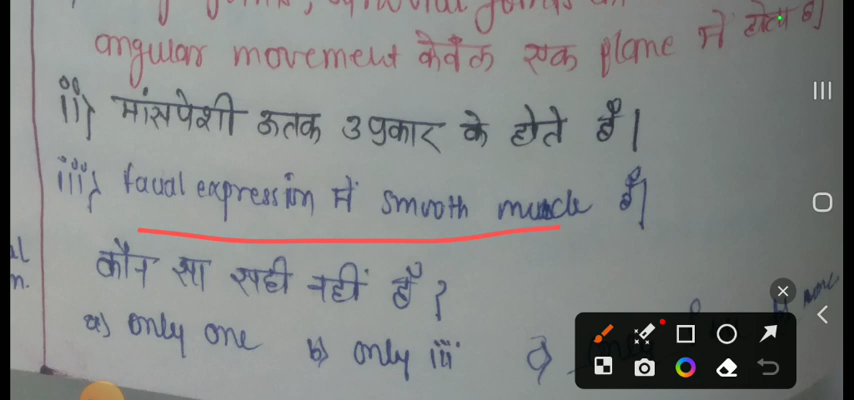 angular movement केवल एक plane में होता है
ii) मांसपेशी ऊतक 3 प्रकार के होते हैं।
iii) facial expression में smooth muscle है।
कौन सा सही नहीं है?
a) only one b) only iii c)